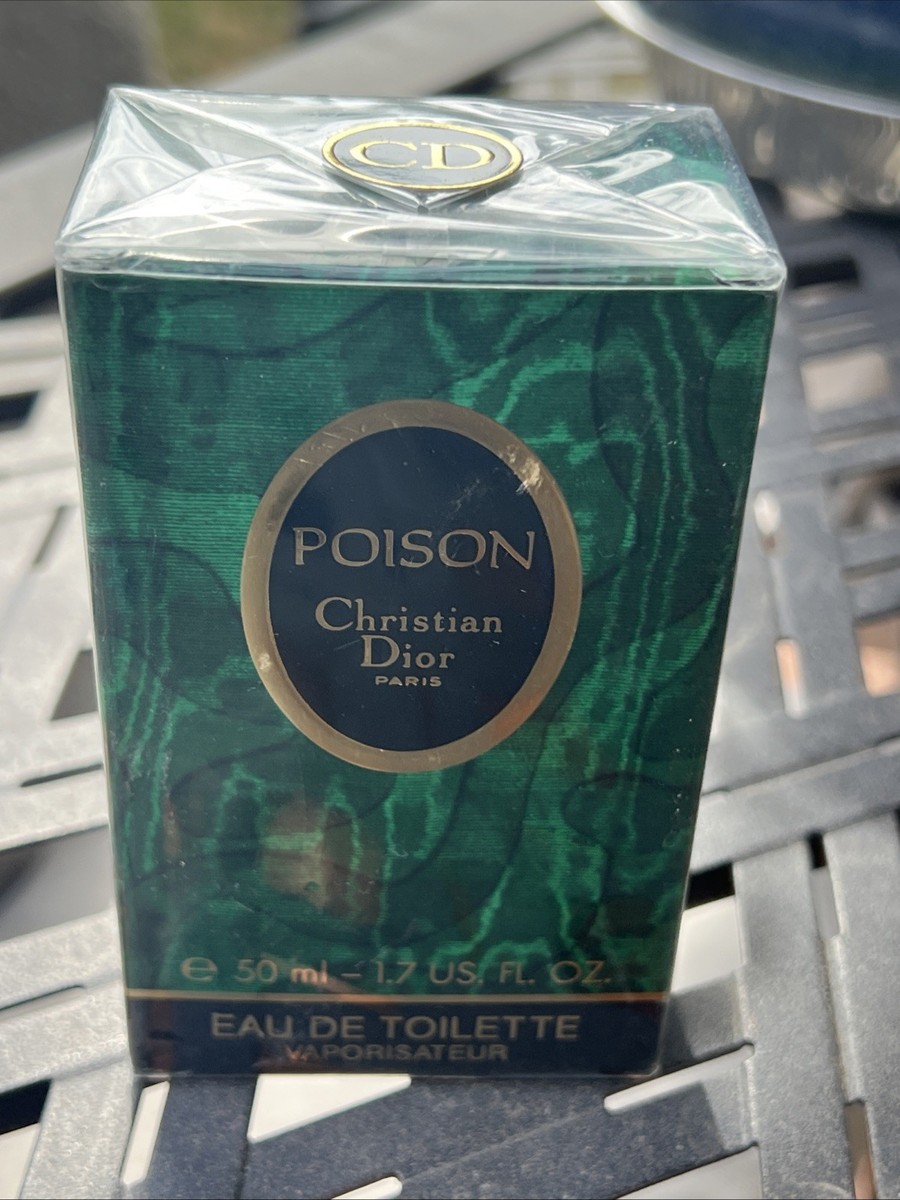 CD
POISON
Christian
Dior
PARIS
e 50 ml – 1.7 US. FL. OZ.
EAU DE TOILETTE
VAPORISATEUR